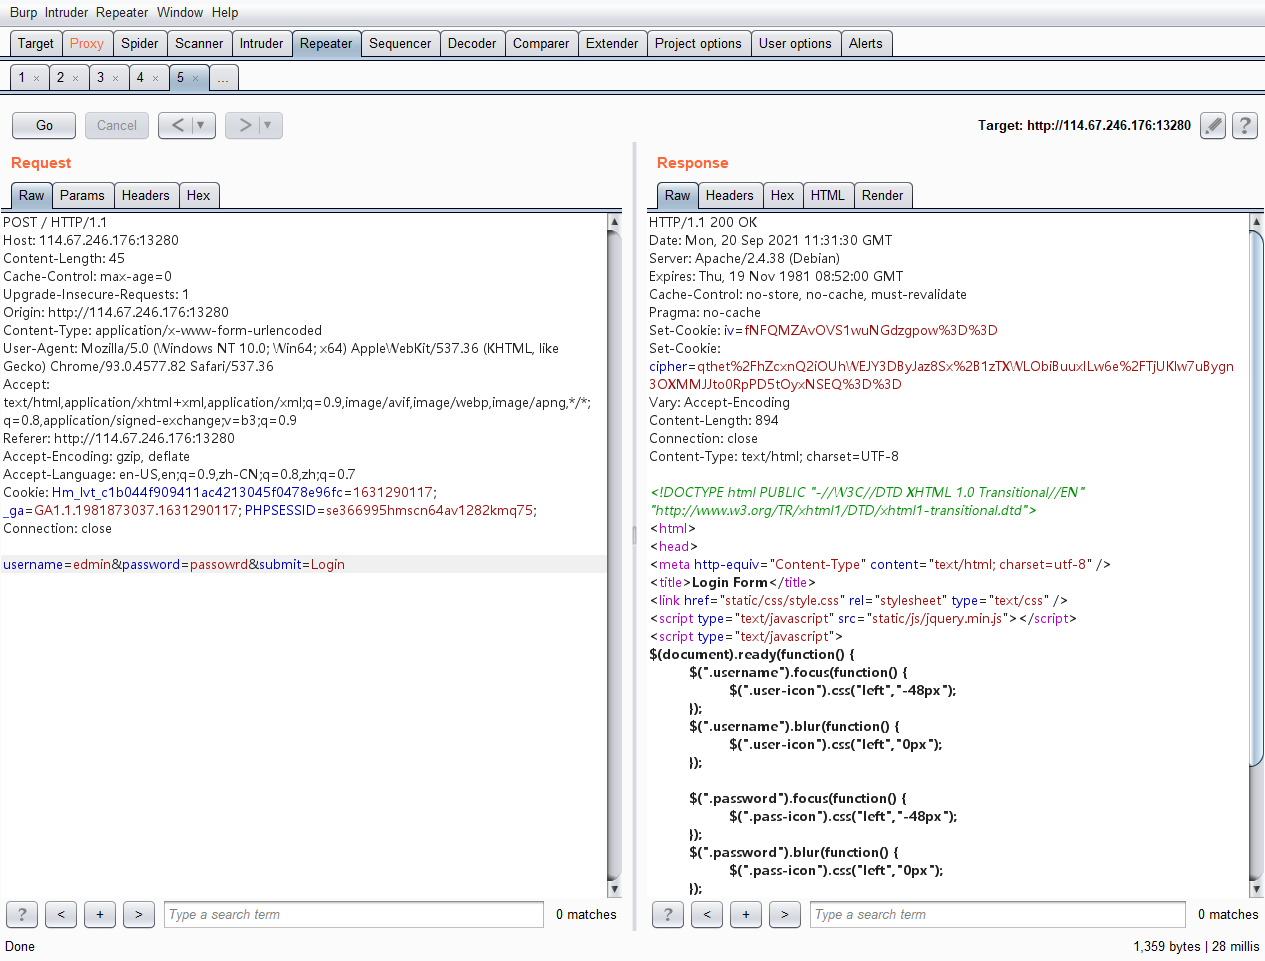 Burp Intruder Repeater Window Help
Target Proxy Spider Scanner Intruder Repeater Sequencer Decoder Comparer Extender Project options User options Alerts
1 × 2 × 3 × 4 × 5 × ...
Go Cancel < ▼ > ▼ Target: http://114.67.246.176:13280 ?
Request
Raw Params Headers Hex
POST / HTTP/1.1
Host: 114.67.246.176:13280
Content-Length: 45
Cache-Control: max-age=0
Upgrade-Insecure-Requests: 1
Origin: http://114.67.246.176:13280
Content-Type: application/x-www-form-urlencoded
User-Agent: Mozilla/5.0 (Windows NT 10.0; Win64; x64) AppleWebKit/537.36 (KHTML, like
Gecko) Chrome/93.0.4577.82 Safari/537.36
Accept:
text/html,application/xhtml+xml,application/xml;q=0.9,image/avif,image/webp,image/apng,*/*;
q=0.8,application/signed-exchange;v=b3;q=0.9
Referer: http://114.67.246.176:13280
Accept-Encoding: gzip, deflate
Accept-Language: en-US,en;q=0.9,zh-CN;q=0.8,zh;q=0.7
Cookie: Hm_lvt_c1b044f909411ac4213045f0478e96fc=1631290117;
_ga=GA1.1.1981873037.1631290117; PHPSESSID=se366995hmscn64av1282kmq75;
Connection: close
username=edmin&password=passowrd&submit=Login
? < + > Type a search term 0 matches
Response
Raw Headers Hex HTML Render
HTTP/1.1 200 OK
Date: Mon, 20 Sep 2021 11:31:30 GMT
Server: Apache/2.4.38 (Debian)
Expires: Thu, 19 Nov 1981 08:52:00 GMT
Cache-Control: no-store, no-cache, must-revalidate
Pragma: no-cache
Set-Cookie: iv=fNFQMZAvOVS1wuNGdzgpow%3D%3D
Set-Cookie:
cipher=qthet%2FhZcxnQ2iOUhWEJY3DByJaz8Sx%2B1zTXWLObiBuuxILw6e%2FTjUKIw7uBygn
3OXMMJJto0RpPD5tOyxNSEQ%3D%3D
Vary: Accept-Encoding
Content-Length: 894
Connection: close
Content-Type: text/html; charset=UTF-8
<!DOCTYPE html PUBLIC "-//W3C//DTD XHTML 1.0 Transitional//EN"
"http://www.w3.org/TR/xhtml1/DTD/xhtml1-transitional.dtd">
<html>
<head>
<meta http-equiv="Content-Type" content="text/html; charset=utf-8" />
<title>Login Form</title>
<link href="static/css/style.css" rel="stylesheet" type="text/css" />
<script type="text/javascript" src="static/js/jquery.min.js"></script>
<script type="text/javascript">
$(document).ready(function() {
$(".username").focus(function() {
$(".user-icon").css("left","-48px");
});
$(".username").blur(function() {
$(".user-icon").css("left","0px");
});
$(".password").focus(function() {
$(".pass-icon").css("left","-48px");
});
$(".password").blur(function() {
$(".pass-icon").css("left","0px");
});
? < + > Type a search term 0 matches
Done 1,359 bytes | 28 millis